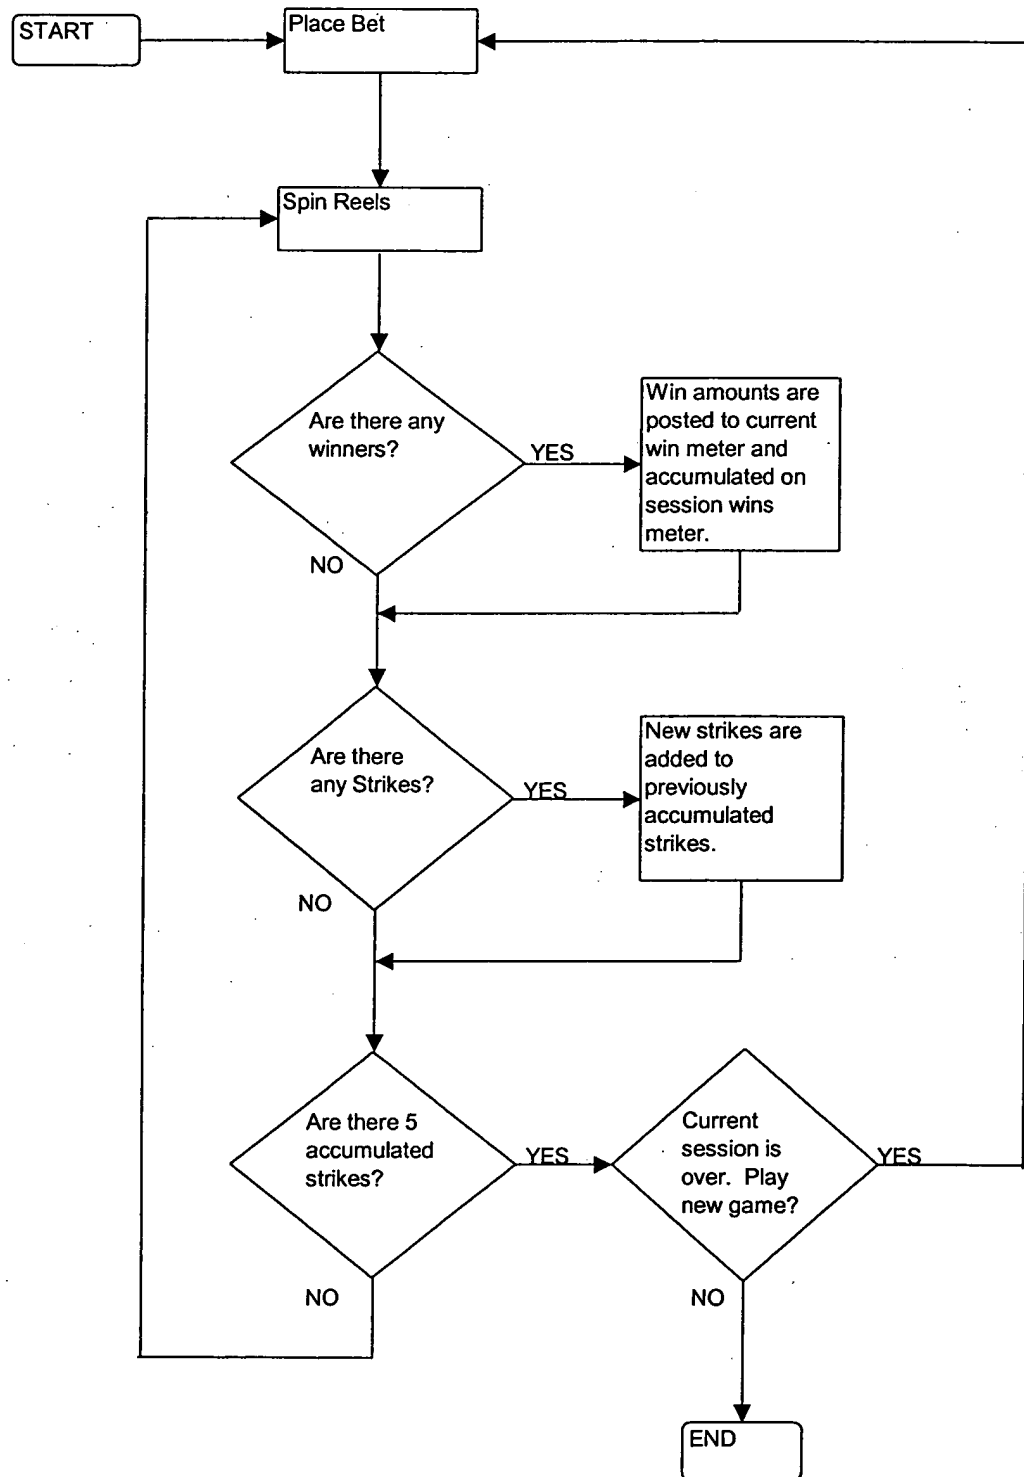 START
Place Bet
Spin Reels
Are there any
winners?
YES
Win amounts are
posted to current
win meter and
accumulated on
session wins
meter.
NO
Are there
any Strikes?
YES
New strikes are
added to
previously
accumulated
strikes.
NO
Are there 5
accumulated
strikes?
YES
Current
session is
over. Play
new game?
YES
NO
NO
END